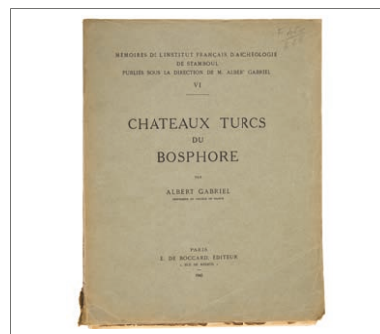 MÉMOIRES DE L'INSTITUT FRANÇAIS D'ARCHÉOLOGIE
DE STAMBOUL
PUBLIÉS SOUS LA DIRECTION DE M. ALBERT GABRIEL
VI
CHATEAUX TURCS
DU
BOSPHORE
PAR
ALBERT GABRIEL
PARIS
E. DE BOCCARD, ÉDITEUR